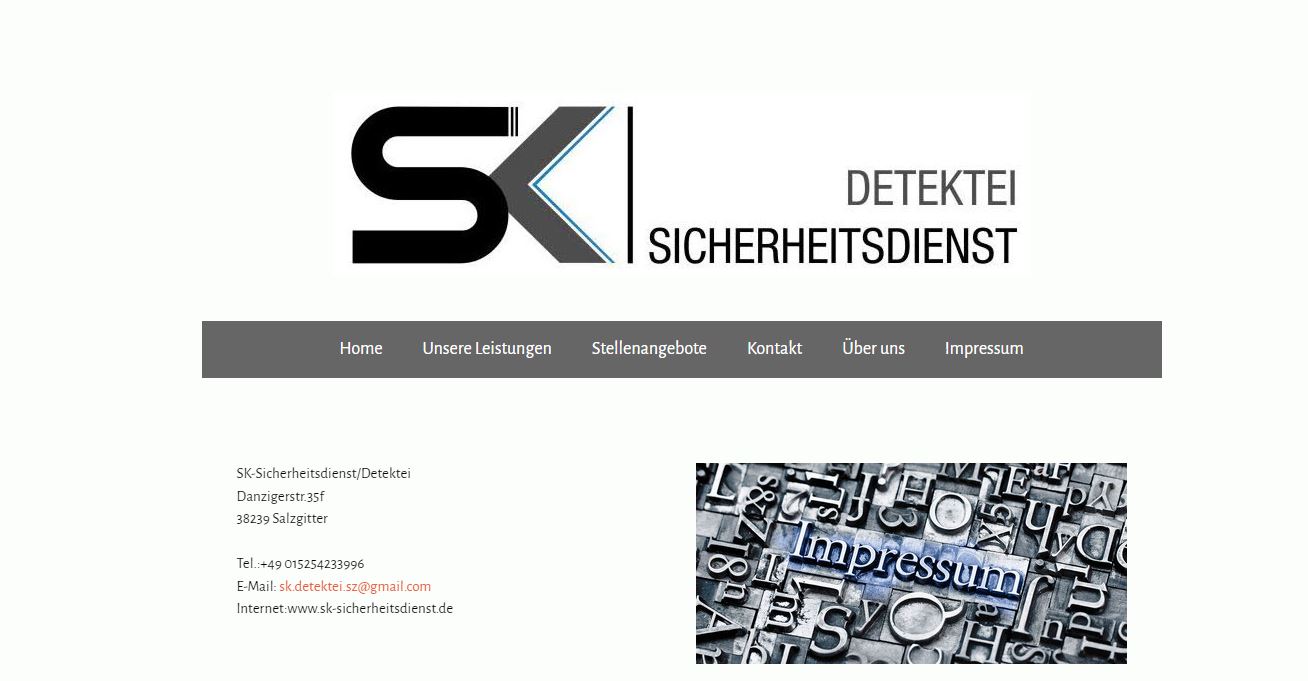 SK
DETEKTEI
SICHERHEITSDIENST
Home Unsere Leistungen Stellenangebote Kontakt Über uns Impressum
SK-Sicherheitsdienst/Detektei
Danzigerstr.35f
38239 Salzgitter
Tel.:+49 015254233996
E-Mail: sk.detektei.sz@gmail.com
Internet:www.sk-sicherheitsdienst.de
Impressum